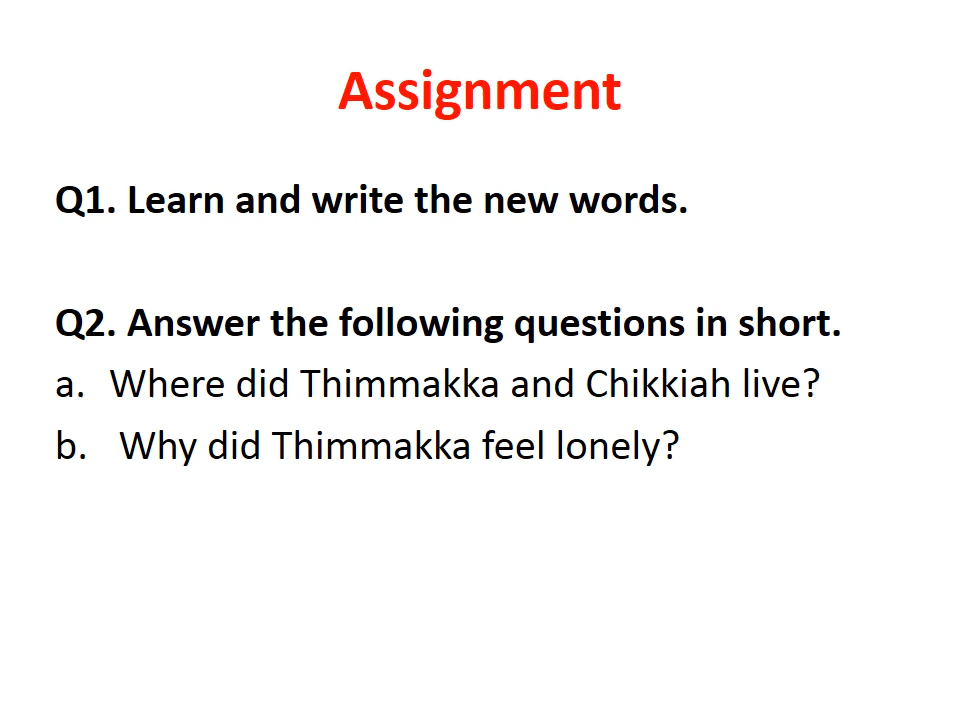 Assignment
Q1. Learn and write the new words.
Q2. Answer the following questions in short.
a. Where did Thimmakka and Chikkiah live?
b. Why did Thimmakka feel lonely?